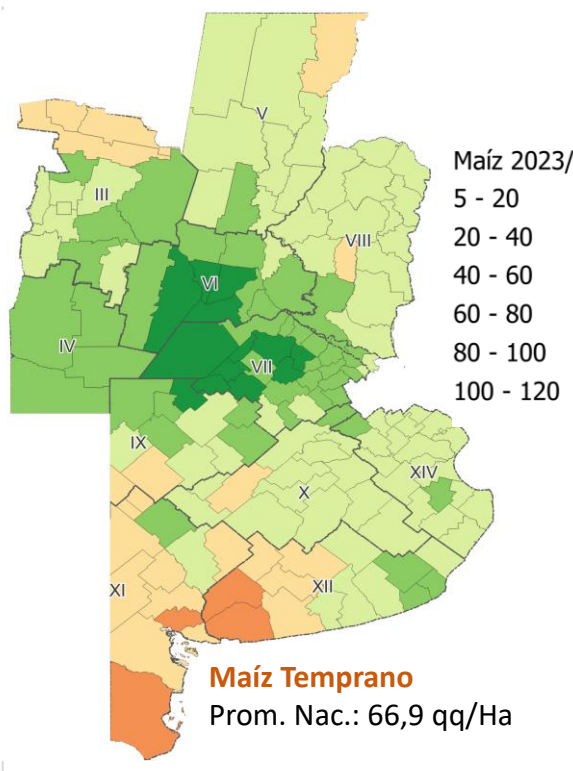 V
Maíz 2023/
5 - 20
III
20 - 40
VIII
40 - 60
60 - 80
VI
80 - 100
IV
VII
100 - 120
IX
XIV
X
XI
XII
Maíz Temprano
Prom. Nac.: 66,9 qq/Ha